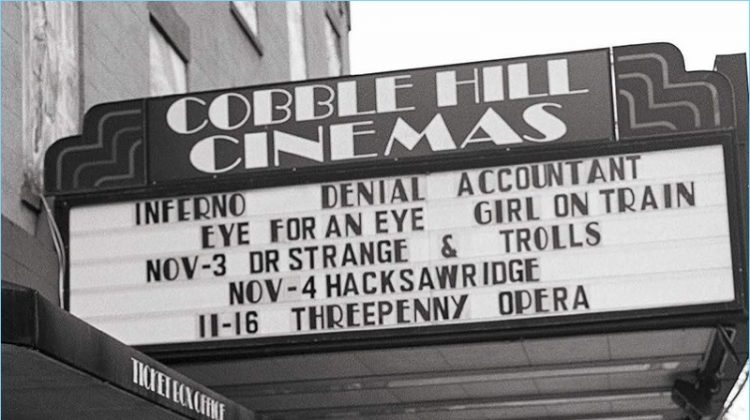 COBBLE HILL
CINEMAS
INFERNO DENIAL ACCOUNTANT
EYE FOR AN EYE GIRL ON TRAIN
NOV-3 DR STRANGE & TROLLS
NOV-4 HACKSAWRIDGE
11-16 THREEPENNY OPERA
TICKET BOX OFFICE